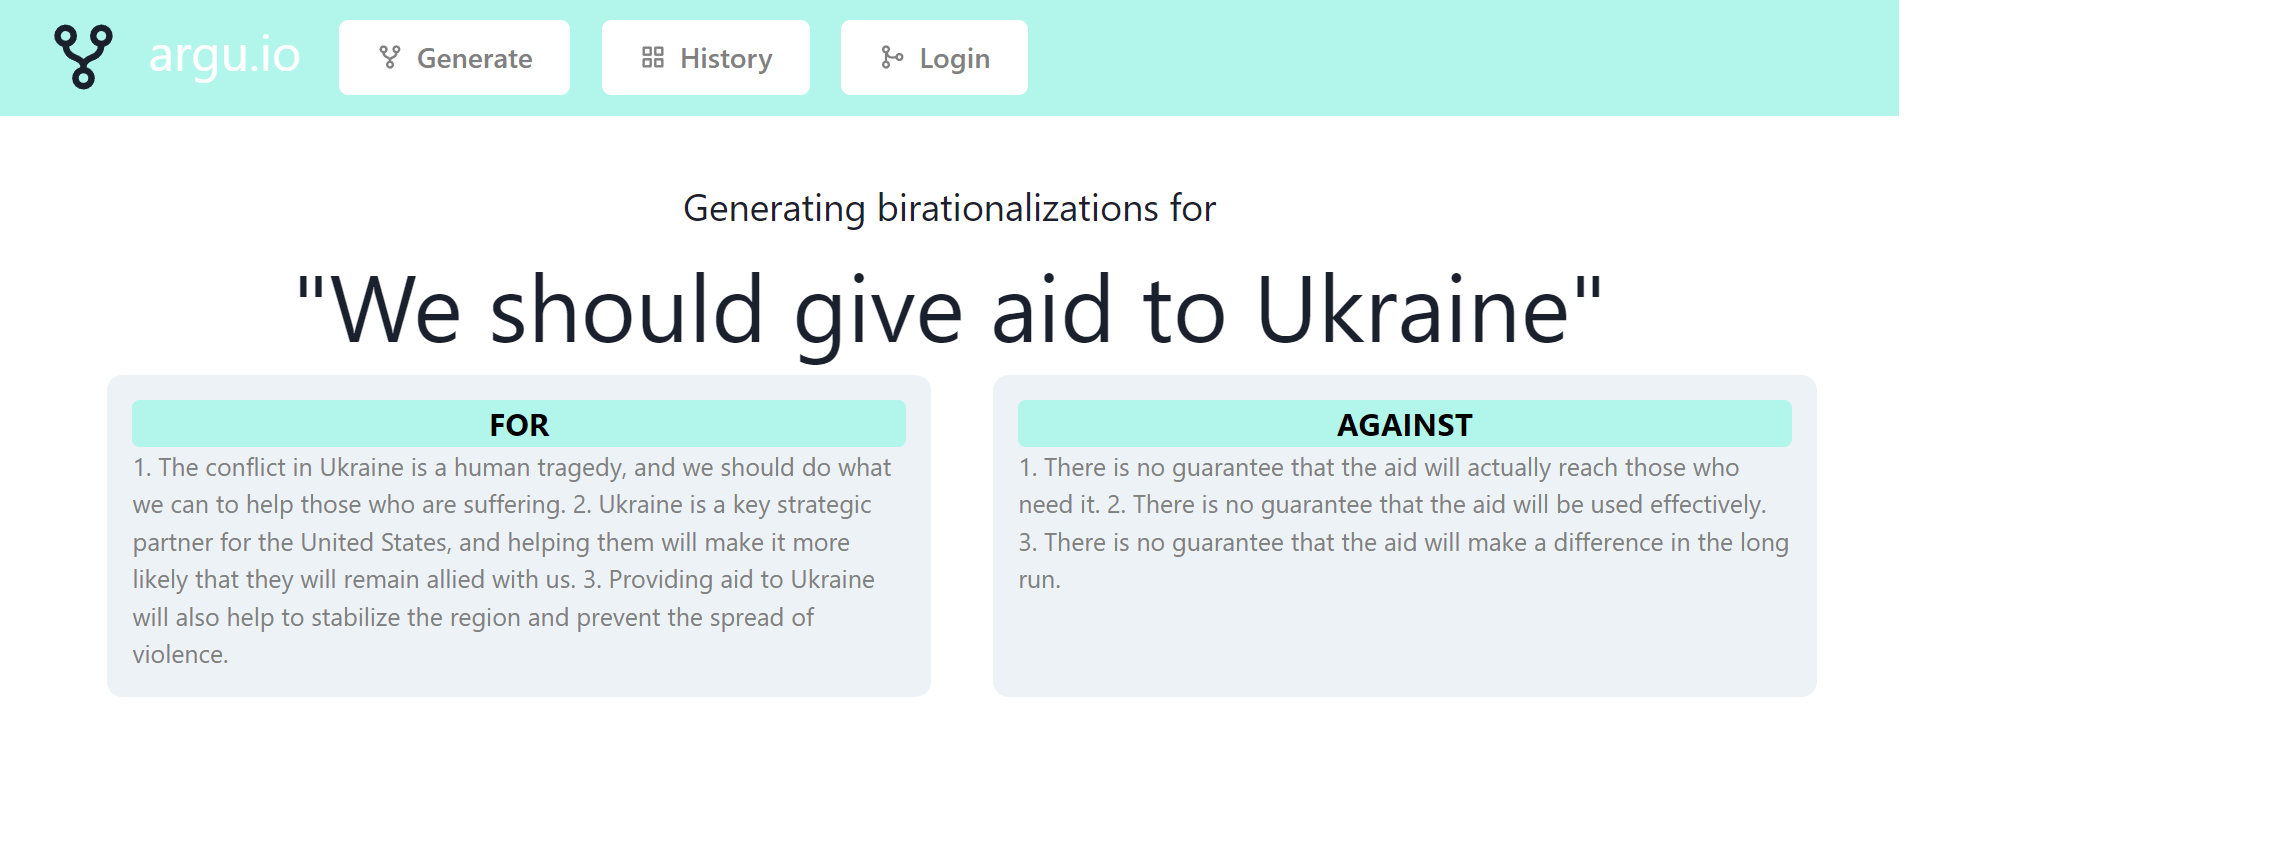 argu.io
Generate
History
Login
Generating birationalizations for
"We should give aid to Ukraine"
FOR
1. The conflict in Ukraine is a human tragedy, and we should do what
we can to help those who are suffering. 2. Ukraine is a key strategic
partner for the United States, and helping them will make it more
likely that they will remain allied with us. 3. Providing aid to Ukraine
will also help to stabilize the region and prevent the spread of
violence.
AGAINST
1. There is no guarantee that the aid will actually reach those who
need it. 2. There is no guarantee that the aid will be used effectively.
3. There is no guarantee that the aid will make a difference in the long
run.